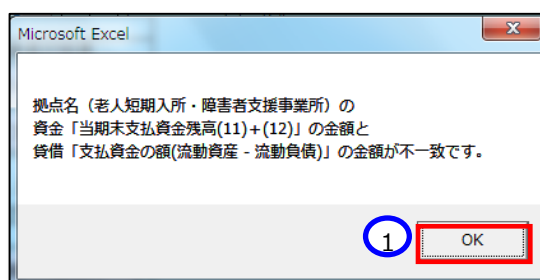 Microsoft Excel
拠点名（老人短期入所・障害者支援事業所）の
資金「当期末支払資金残高(11)+(12)」の金額と
貸借「支払資金の額(流動資産 - 流動負債)」の金額が不一致です。
1
OK